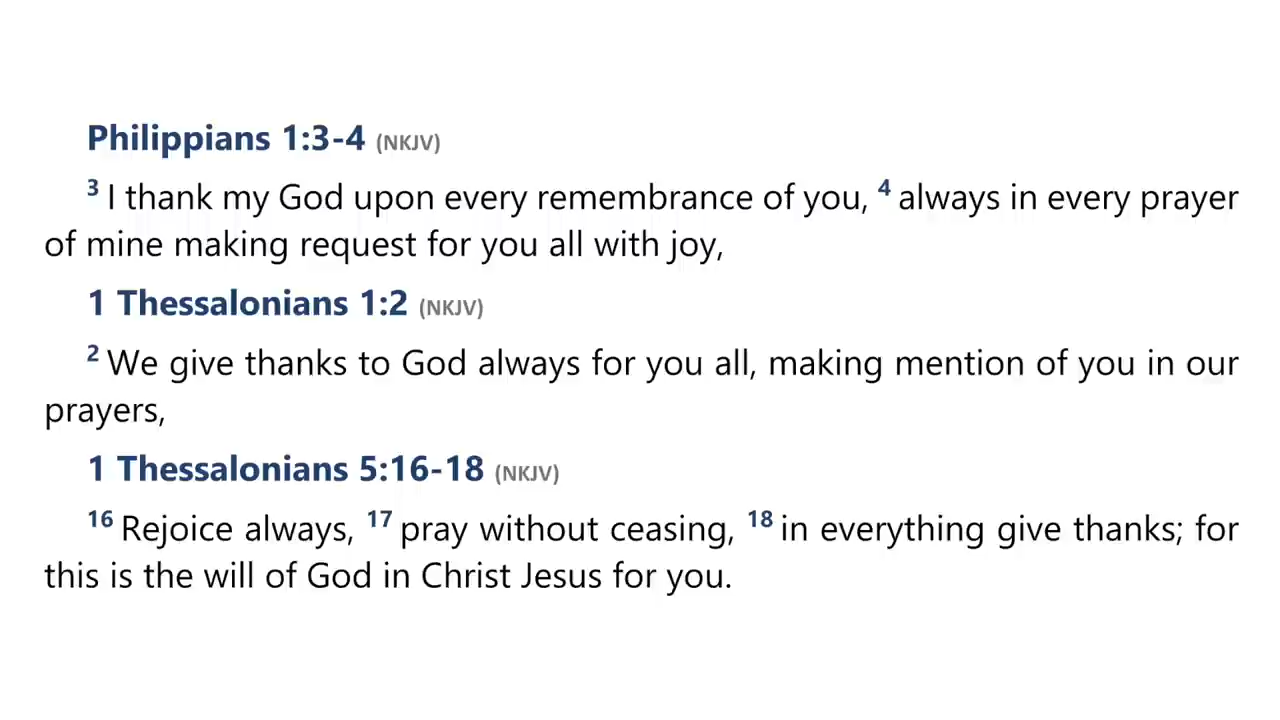 Philippians 1:3-4 (NKJV)
3 I thank my God upon every remembrance of you, 4 always in every prayer
of mine making request for you all with joy,
1 Thessalonians 1:2 (NKJV)
2 We give thanks to God always for you all, making mention of you in our
prayers,
1 Thessalonians 5:16-18 (NKJV)
16 Rejoice always, 17 pray without ceasing, 18 in everything give thanks; for
this is the will of God in Christ Jesus for you.